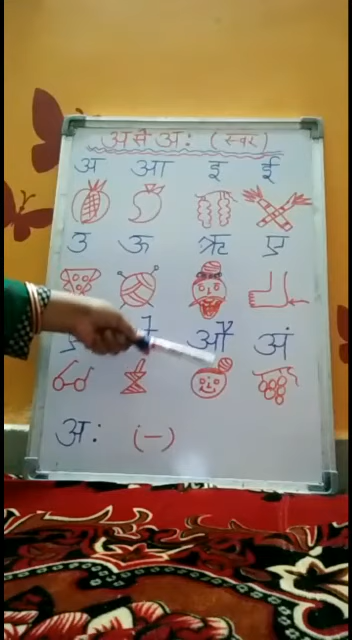 अ से अः (स्वर)
अ आ इ ई
उ ऊ ऋ ए
औ अं
अः (—)